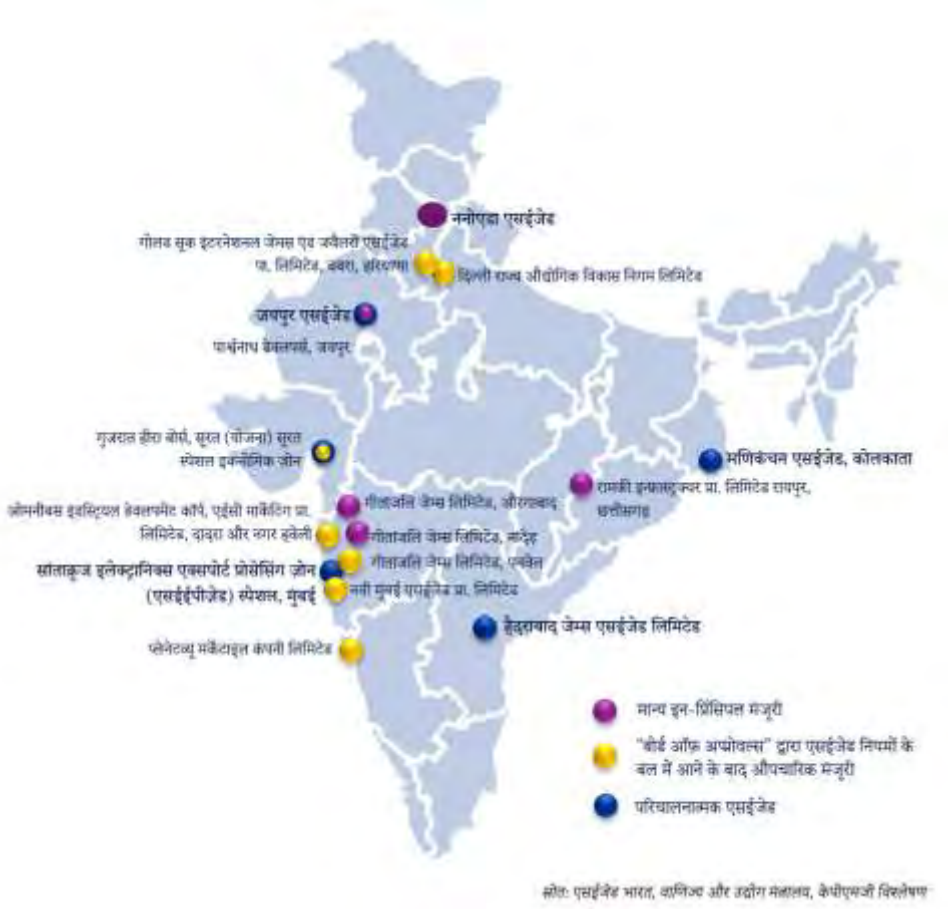 ननोएडा एसईजेड
गोल्ड सूक इंटरनेशनल जेम्स एंड ज्वैलरी एसईजेड
प्रा. लिमिटेड, हरियाणा
दिल्ली राज्य औद्योगिक विकास निगम लिमिटेड
जयपुर एसईजेड
पार्श्वनाथ डेवलपर्स, जयपुर
गुजरात हीरा बोर्स, सूरत (योजना) सूरत
स्पेशल इकनॉमिक ज़ोन
मणिकंचन एसईजेड, कोलकाता
रामकी इन्फ्रास्ट्रक्चर प्रा. लिमिटेड रायपुर,
छत्तीसगढ़
गीतांजलि जेम्स लिमिटेड, औरंगाबाद
ओमनीबस इंडस्ट्रियल डेवलपमेंट कॉर्प, एईसी मार्केटिंग प्रा.
लिमिटेड, दादरा और नगर हवेली
गीतांजलि जेम्स लिमिटेड, नांदेड़
गीतांजलि जेम्स लिमिटेड, पनवेल
सांताक्रूज इलेक्ट्रानिक्स एक्सपोर्ट प्रोसेसिंग ज़ोन
(एसईईपीज़ेड) स्पेशल, मुंबई
नवी मुंबई एसईजेड प्रा. लिमिटेड
हैदराबाद जेम्स एसईजेड लिमिटेड
प्लेनेटव्यू मर्केंटाइल कंपनी लिमिटेड
मान्य इन-प्रिंसिपल मंजूरी
"बोर्ड ऑफ़ अप्रोवल्स" द्वारा एसईजेड नियमों के
बल में आने के बाद औपचारिक मंजूरी
परिचालनात्मक एसईजेड
स्रोत: एसईजेड भारत, वाणिज्य और उद्योग मंत्रालय, केपीएमजी विश्लेषण